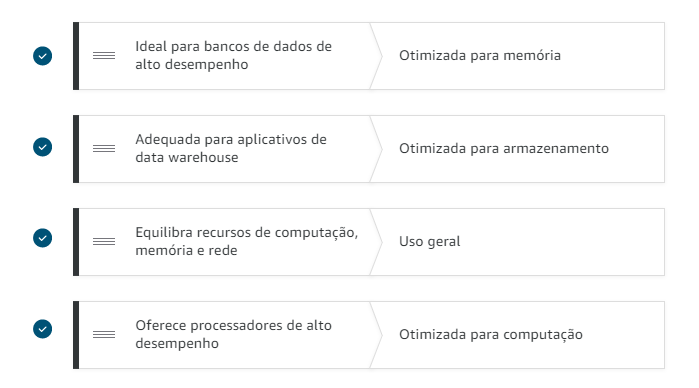 Ideal para bancos de dados de
alto desempenho
Otimizada para memória
Adequada para aplicativos de
data warehouse
Otimizada para armazenamento
Equilibra recursos de computação,
memória e rede
Uso geral
Oferece processadores de alto
desempenho
Otimizada para computação